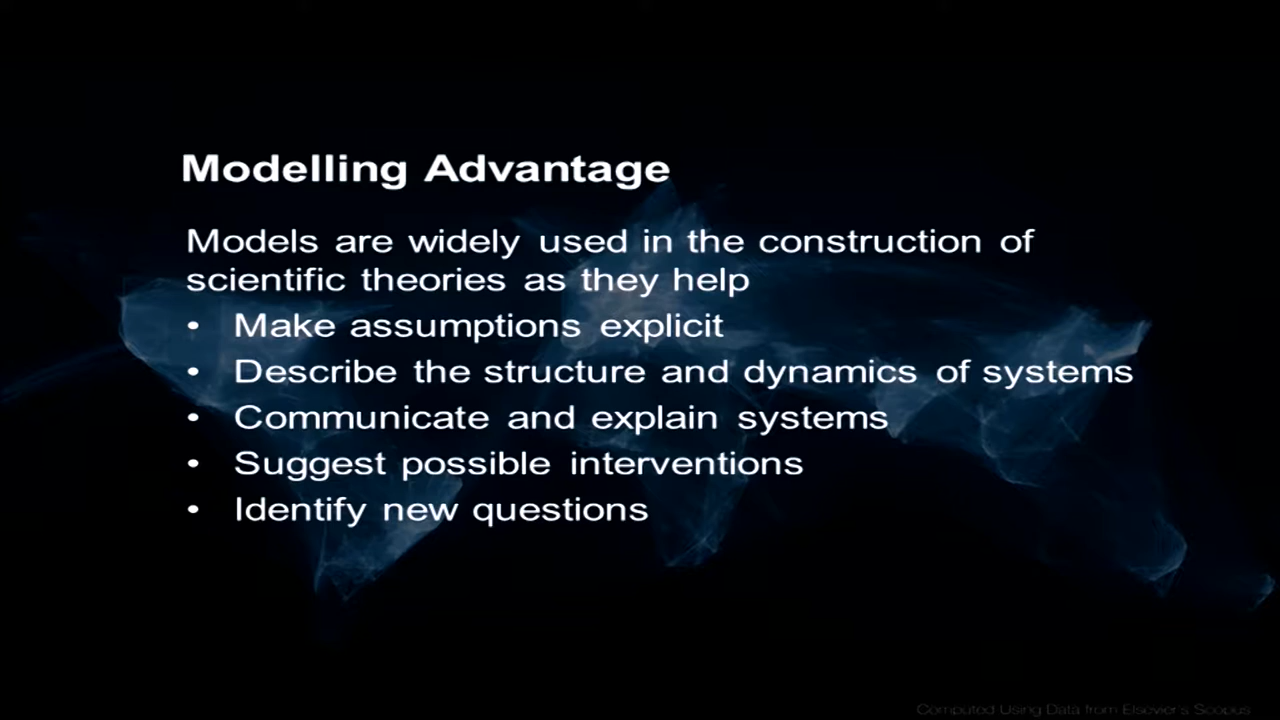 Modelling Advantage
Models are widely used in the construction of
scientific theories as they help
• Make assumptions explicit
• Describe the structure and dynamics of systems
• Communicate and explain systems
• Suggest possible interventions
• Identify new questions
Computed Using Data from Elsevier's Scopus